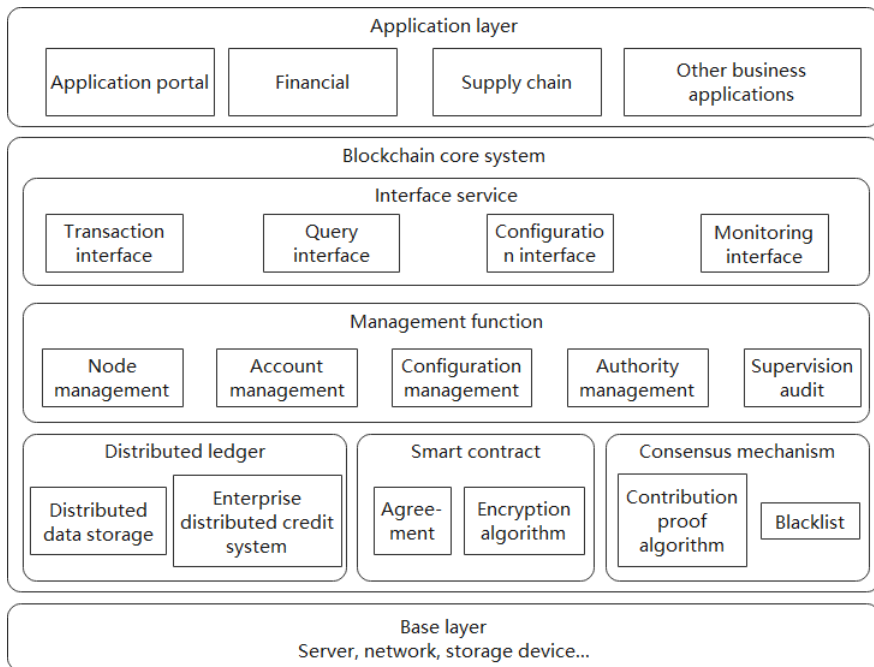 Application layer
Application portal
Financial
Supply chain
Other business
applications
Blockchain core system
Interface service
Transaction
interface
Query
interface
Configuratio
n interface
Monitoring
interface
Management function
Node
management
Account
management
Configuration
management
Authority
management
Supervision
audit
Distributed ledger
Distributed
data storage
Enterprise
distributed credit
system
Smart contract
Agree-
ment
Encryption
algorithm
Consensus mechanism
Contribution
proof
algorithm
Blacklist
Base layer
Server, network, storage device...